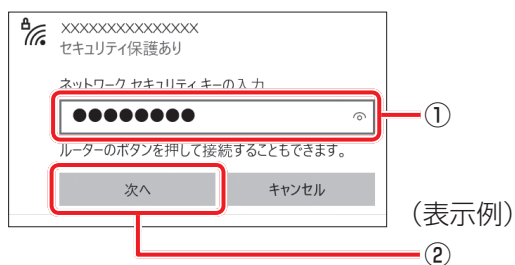 XXXXXXXXXXXXXXX
セキュリティ保護あり
ネットワーク セキュリティ キーの入力
●●●●●●●●
①
ルーターのボタンを押して接続することもできます。
次へ
キャンセル
(表示例)
②